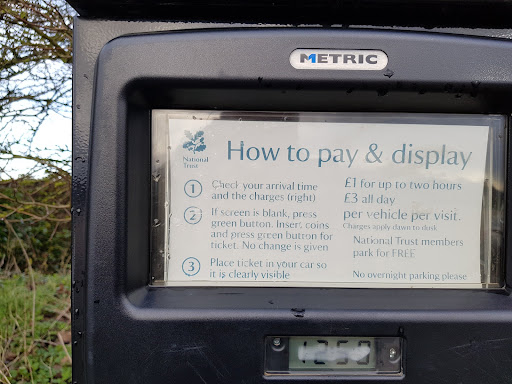 METRIC
National
Trust
How to pay & display
1 Check your arrival time
and the charges (right)
2 If screen is blank, press
green button. Insert coins
and press green button for
ticket. No change is given
3 Place ticket in your car so
it is clearly visible
£1 for up to two hours
£3 all day
per vehicle per visit.
Charges apply dawn to dusk
National Trust members
park for FREE
No overnight parking please
1250